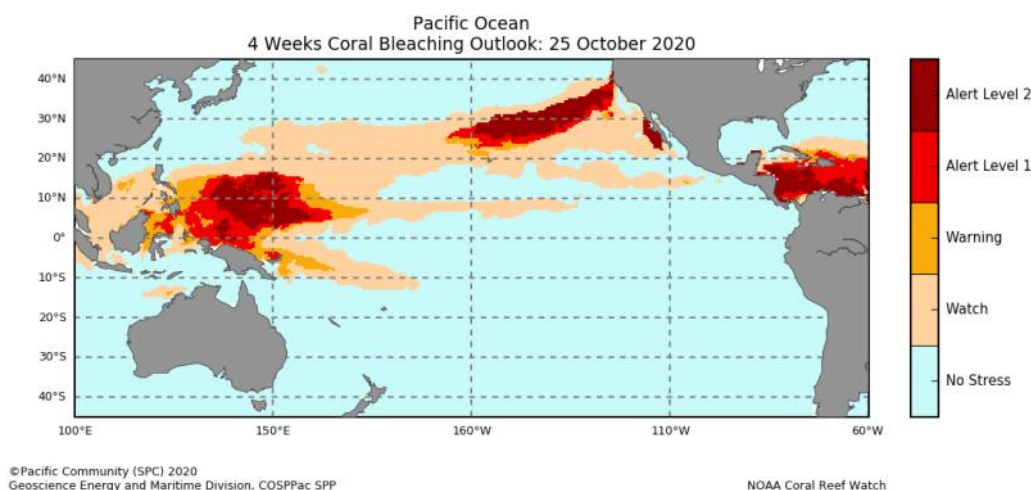 Pacific Ocean
4 Weeks Coral Bleaching Outlook: 25 October 2020
40°N
30°N
20°N
10°N
0°
10°S
20°S
30°S
40°S
100°E
150°E
160°W
110°W
60°W
Alert Level 2
Alert Level 1
Warning
Watch
No Stress
©Pacific Community (SPC) 2020
Geoscience Energy and Maritime Division, COSPPac SPP
NOAA Coral Reef Watch